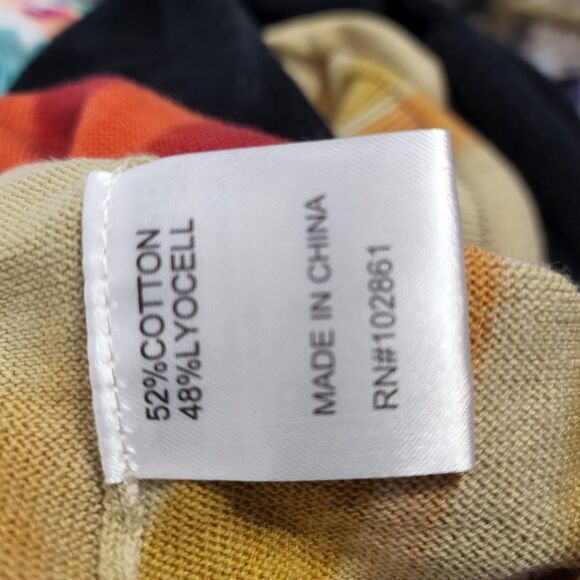 52%COTTON
48%LYOCELL
MADE IN CHINA
RN#102861